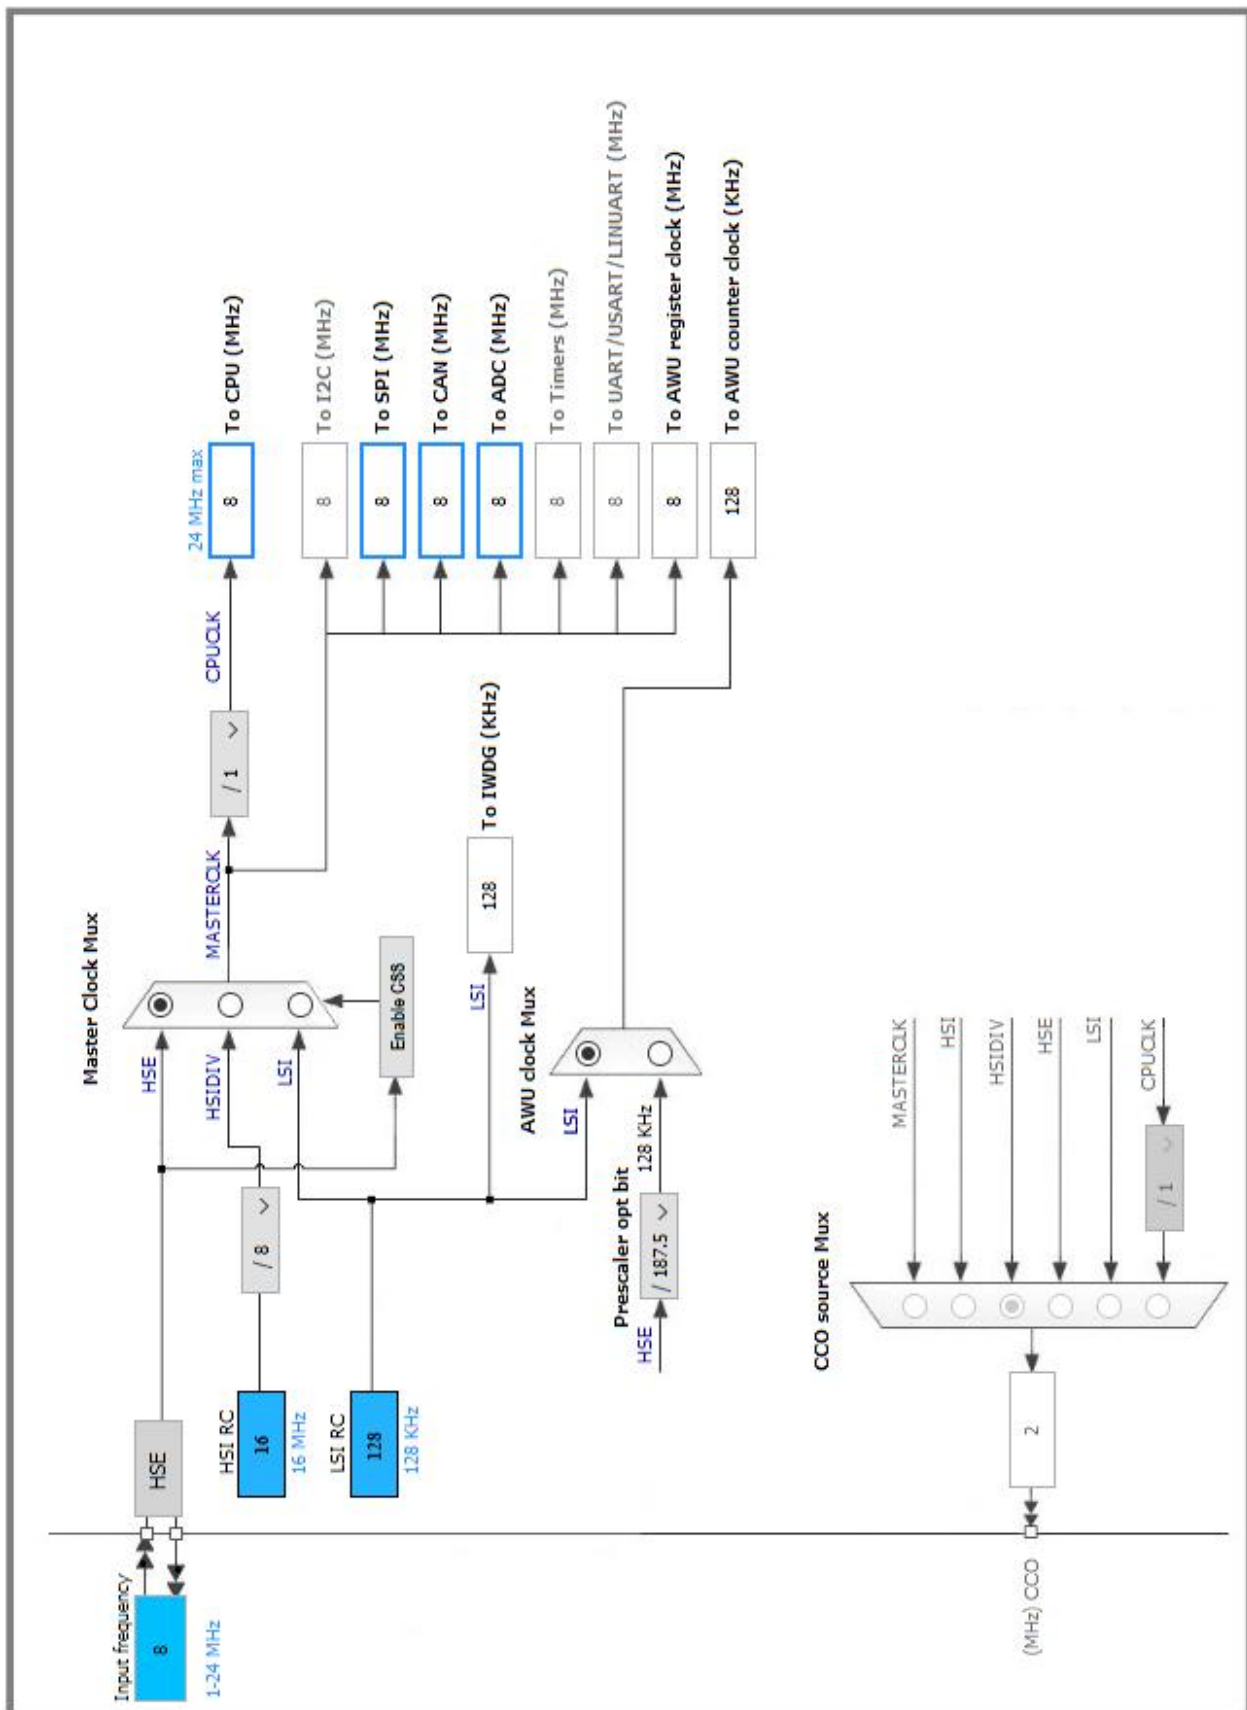 Input frequency
8
1-24 MHz
HSE
HSI RC
16
16 MHz
LSI RC
128
128 KHz
/ 8
HSE
HSIDIV
LSI
Master Clock Mux
Enable CSS
MASTERCLK
/ 1
CPUCLK
24 MHz max
8
To CPU (MHz)
8
To I2C (MHz)
8
To SPI (MHz)
8
To CAN (MHz)
8
To ADC (MHz)
8
To Timers (MHz)
8
To UART/USART/LINUART (MHz)
8
To AWU register clock (MHz)
128
To AWU counter clock (KHz)
LSI
128
To IWDG (KHz)
AWU clock Mux
LSI
Prescaler opt bit
HSE
/ 187.5
128 KHz
CCO source Mux
MASTERCLK
HSI
HSIDIV
HSE
LSI
CPUCLK
/ 1
2
(MHz) CCO